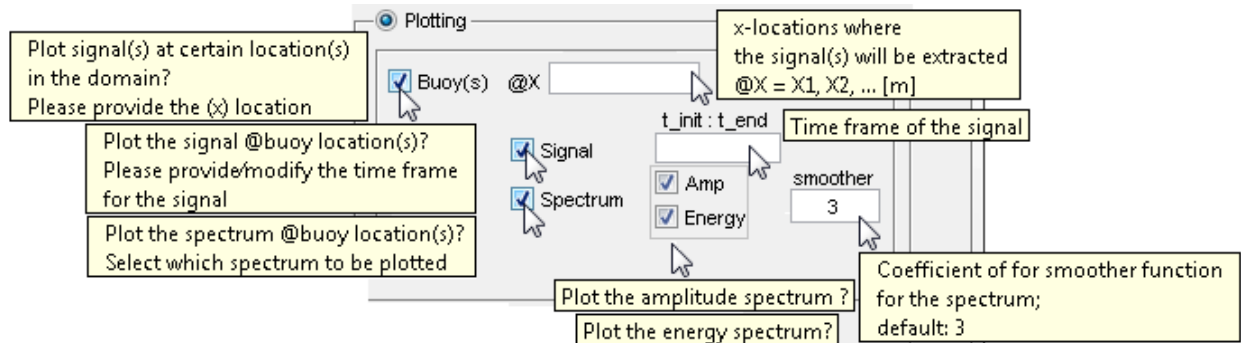 Plotting
Plot signal(s) at certain location(s)
in the domain?
Please provide the (x) location
Buoy(s) @X
x-locations where
the signal(s) will be extracted
@X = X1, X2, ... [m]
t_init : t_end
Time frame of the signal
Plot the signal @buoy location(s)?
Please provide/modify the time frame
for the signal
Signal
Spectrum
Amp
Energy
smoother
3
Plot the spectrum @buoy location(s)?
Select which spectrum to be plotted
Plot the amplitude spectrum ?
Plot the energy spectrum?
Coefficient of for smoother function
for the spectrum;
default: 3